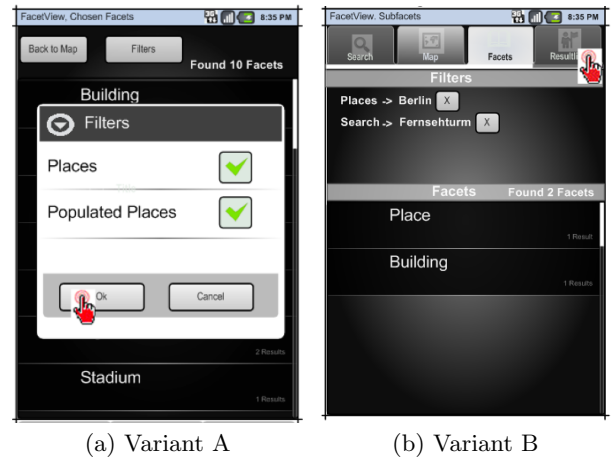 FacetView, Chosen Facets
8:35 PM
Back to Map
Filters
Found 10 Facets
Building
Filters
Places
Populated Places
Ok
Cancel
2 Results
Stadium
1 Results
(a) Variant A
FacetView. Subfacets
8:35 PM
Search
Map
Facets
Resultli
Filters
Places -> Berlin X
Search -> Fernsehturm X
Facets
Found 2 Facets
Place
1 Result
Building
1 Results
(b) Variant B